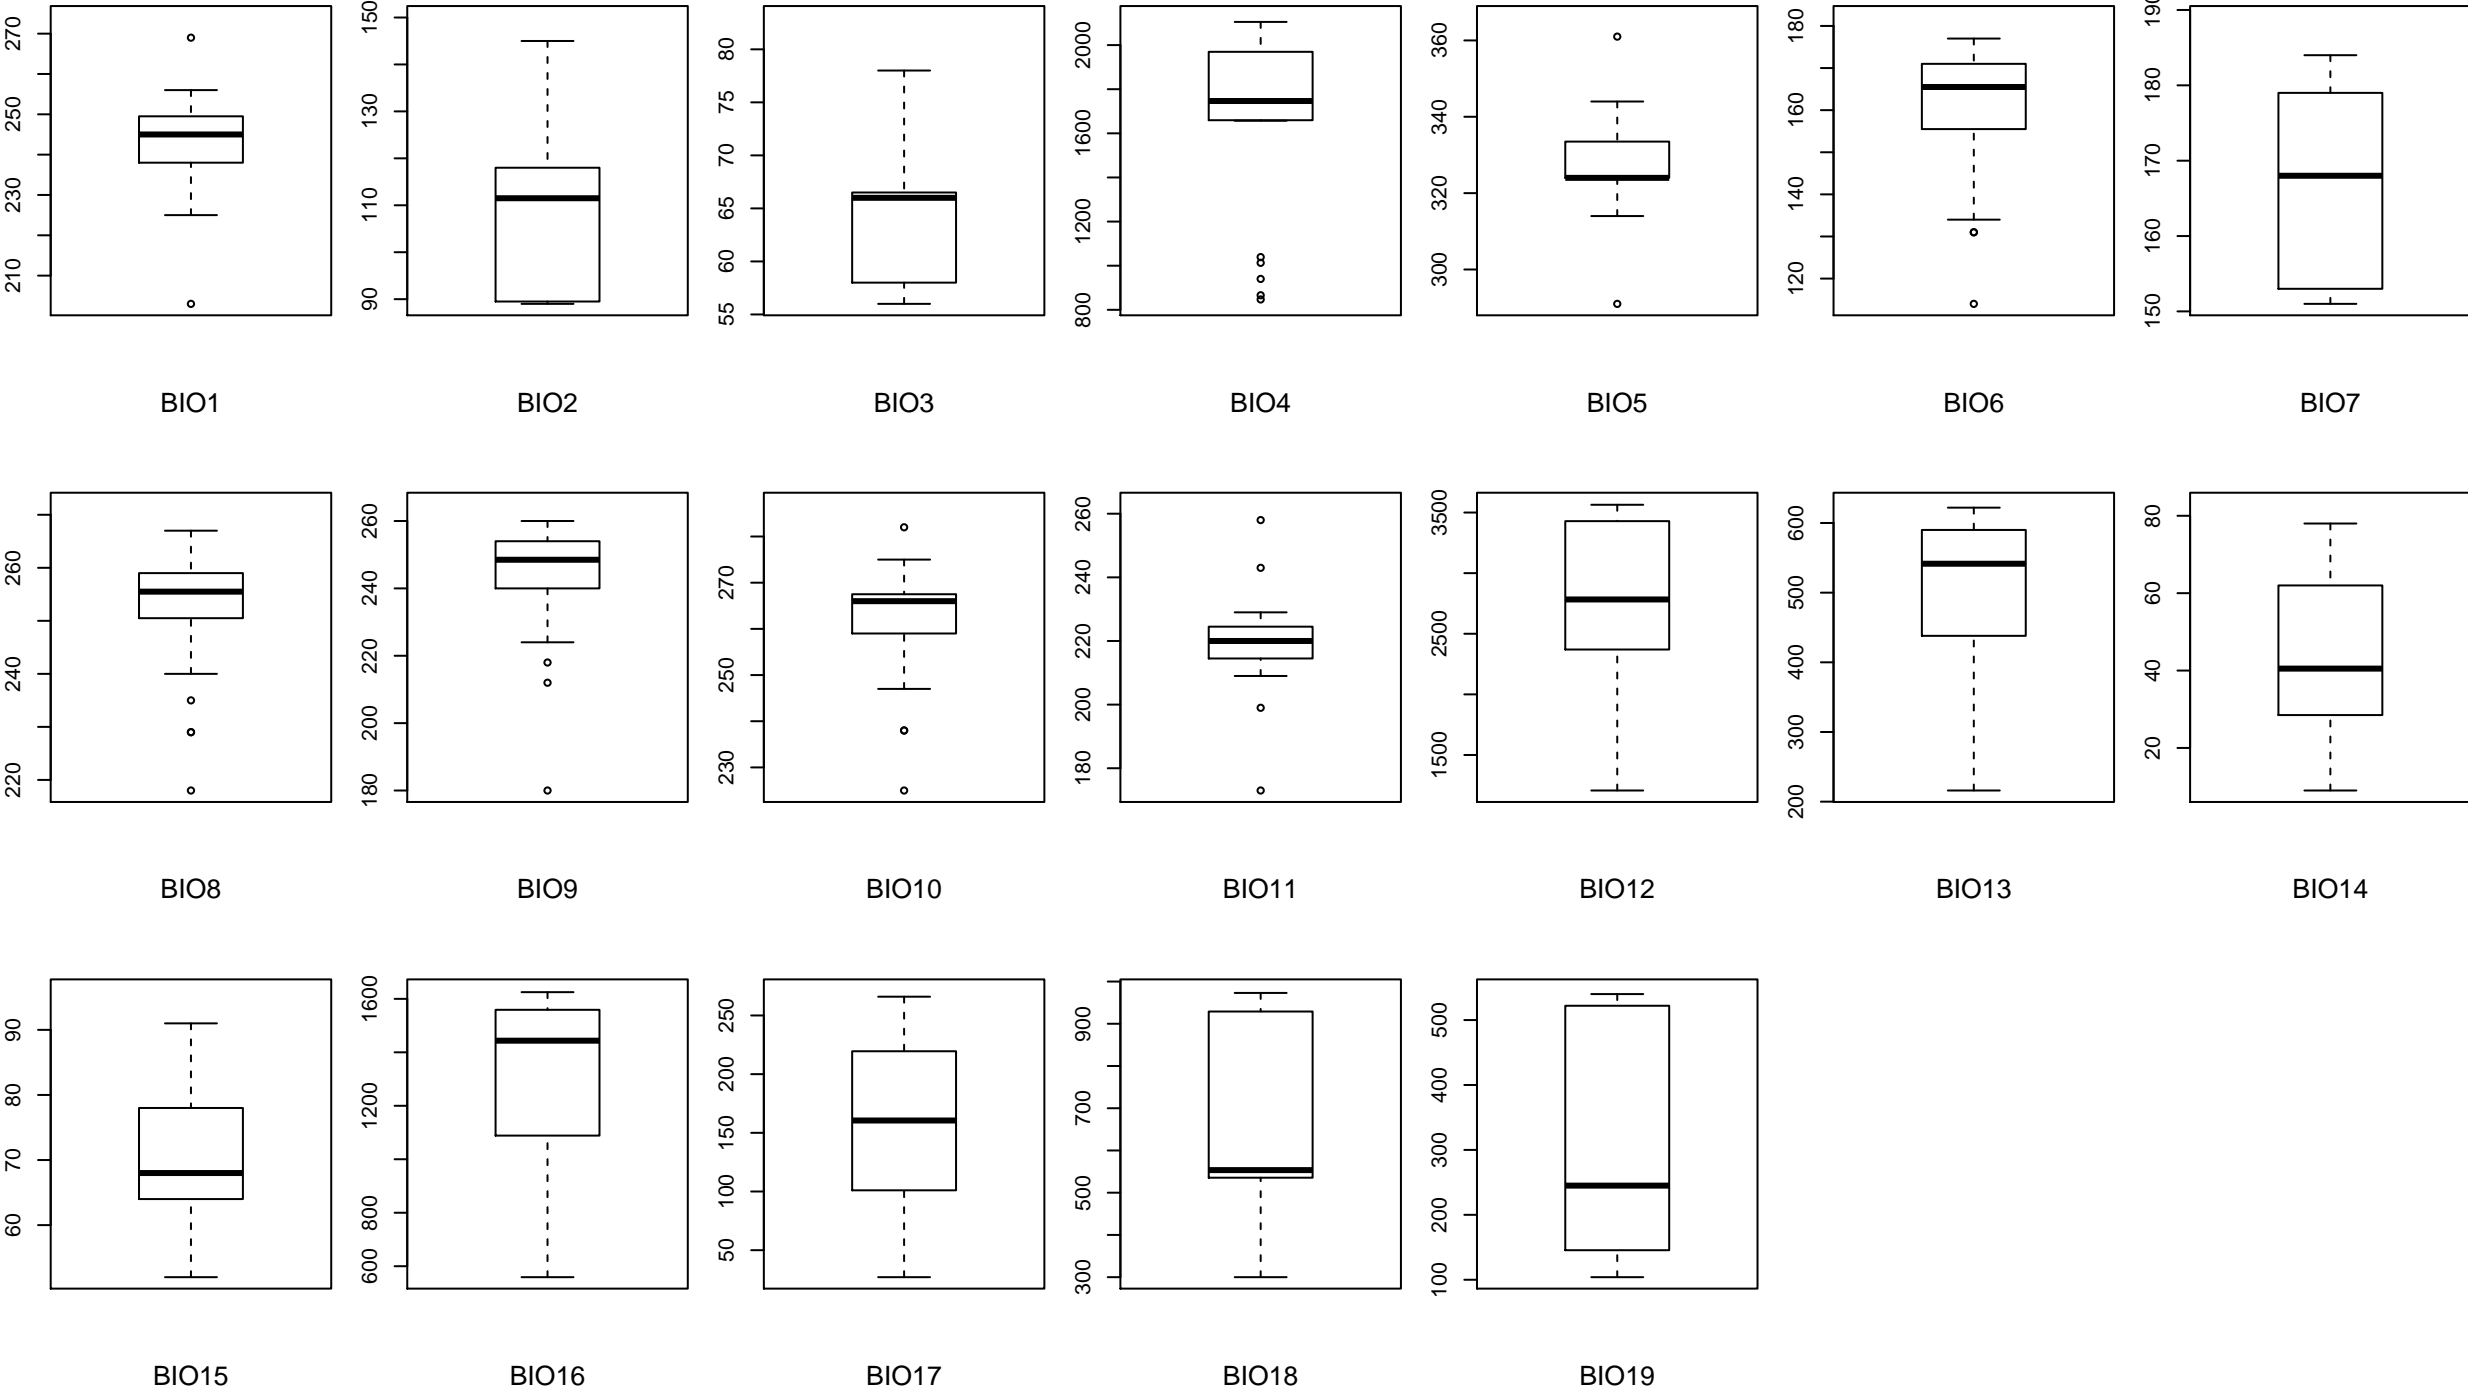 210 230 250 270
90 110 130 150
55 60 65 70 75 80
800 1200 1600 2000
300 320 340 360
120 140 160 180
150 160 170 180 190
BIO1 BIO2 BIO3 BIO4 BIO5 BIO6 BIO7
220 240 260
180 200 220 240 260
230 250 270
180 200 220 240 260
1500 2500 3500
200 300 400 500 600
20 40 60 80
BIO8 BIO9 BIO10 BIO11 BIO12 BIO13 BIO14
60 70 80 90
600 800 1200 1600
50 100 150 200 250
300 500 700 900
100 200 300 400 500
BIO15 BIO16 BIO17 BIO18 BIO19